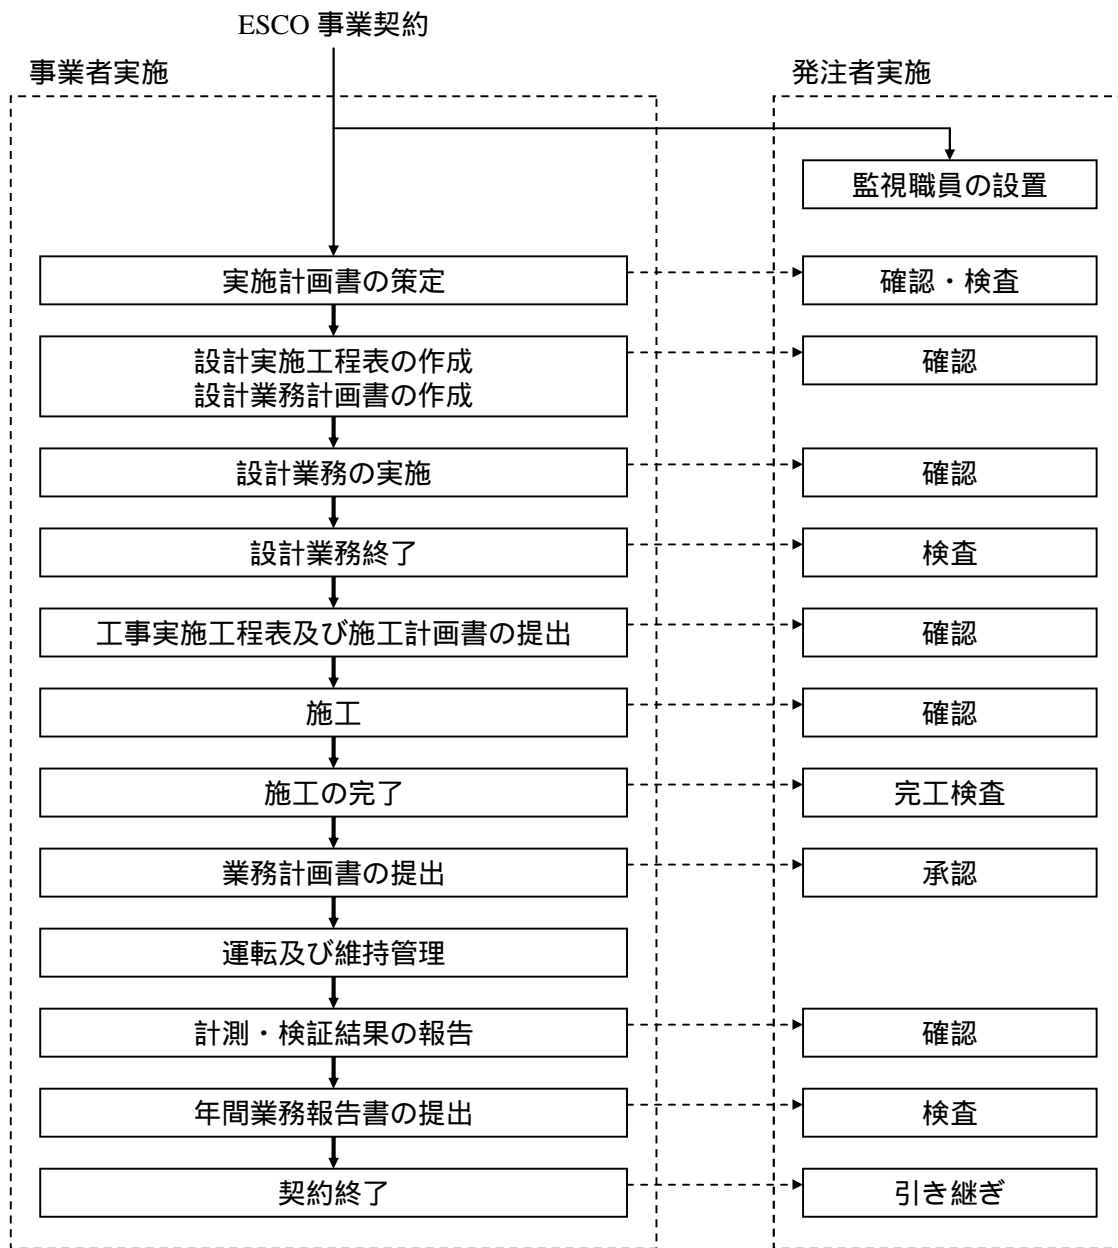 ESCO 事業契約
事業者実施
発注者実施
監視職員の設置
実施計画書の策定
確認・検査
設計実施工程表の作成
設計業務計画書の作成
確認
設計業務の実施
確認
設計業務終了
検査
工事実施工程表及び施工計画書の提出
確認
施工
確認
施工の完了
完工検査
業務計画書の提出
承認
運転及び維持管理
計測・検証結果の報告
確認
年間業務報告書の提出
検査
契約終了
引き継ぎ